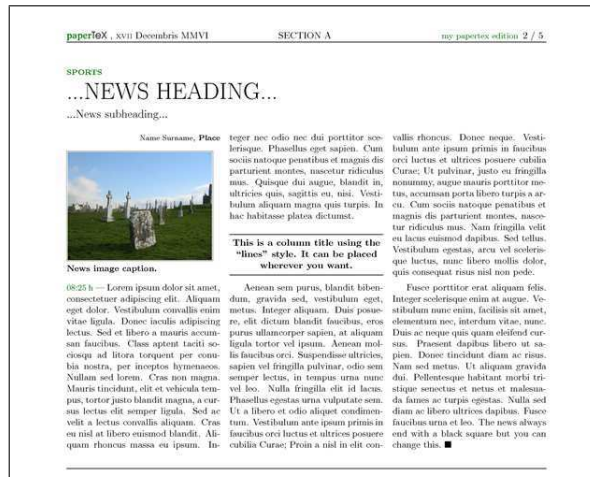 paperTeX, XVII Decembris MMVI
SECTION A
my papertex edition 2 / 5
SPORTS
...NEWS HEADING...
...News subheading...
Name Surname, Place
News image caption.
08:25 h — Lorem ipsum dolor sit amet,
consectetuer adipiscing elit. Aliquam
eget dolor. Vestibulum convallis enim
vitae ligula. Donec iaculis adipiscing
lectus. Sed et libero a mauris accum-
san faucibus. Class aptent taciti so-
ciosqu ad litora torquent per conu-
bia nostra, per inceptos hymenaeos.
Nullam sed lorem. Cras non magna.
Mauris tincidunt, elit et vehicula tem-
pus, tortor justo blandit magna, a cur-
sus lectus elit semper ligula. Sed ac
velit a lectus convallis aliquam. Cras
eu nisl at libero euismod blandit. Ali-
quam rhoncus massa eu ipsum. In-
teger nec odio nec dui porttitor sce-
lerisque. Phasellus eget sapien. Cum
sociis natoque penatibus et magnis dis
parturient montes, nascetur ridiculus
mus. Quisque dui augue, blandit in,
ultricies quis, sagittis eu, nisi. Vesti-
bulum aliquam magna quis turpis. In
hac habitasse platea dictumst.
This is a column title using the
“lines” style. It can be placed
wherever you want.
Aenean sem purus, blandit biben-
dum, gravida sed, vestibulum eget,
metus. Integer aliquam. Duis posue-
re, elit dictum blandit faucibus, eros
purus ullamcorper sapien, at aliquam
ligula tortor vel ipsum. Aenean mol-
lis faucibus orci. Suspendisse ultricies,
sapien vel fringilla pulvinar, odio sem
semper lectus, in tempus urna nunc
vel leo. Nulla fringilla elit id lacus.
Phasellus egestas urna vulputate sem.
Ut a libero et odio aliquet condimen-
tum. Vestibulum ante ipsum primis in
faucibus orci luctus et ultrices posuere
cubilia Curae; Proin a nisl in elit con-
vallis rhoncus. Donec neque. Vesti-
bulum ante ipsum primis in faucibus
orci luctus et ultrices posuere cubilia
Curae; Ut pulvinar, justo eu fringilla
nonummy, augue mauris porttitor me-
tus, accumsan porta libero turpis a ar-
cu. Cum sociis natoque penatibus et
magnis dis parturient montes, nasce-
tur ridiculus mus. Nam fringilla velit
eu lacus euismod dapibus. Sed tellus.
Vestibulum egestas, arcu vel sceleris-
que luctus, nunc libero mollis dolor,
quis consequat risus nisl non pede.
Fusce porttitor erat aliquam felis.
Integer scelerisque enim at augue. Ve-
stibulum nunc enim, facilisis sit amet,
elementum nec, interdum vitae, nunc.
Duis ac neque quis quam eleifend cur-
sus. Praesent dapibus libero ut sa-
pien. Donec tincidunt diam ac risus.
Nam sed metus. Ut aliquam gravida
dui. Pellentesque habitant morbi tri-
stique senectus et netus et malesua-
da fames ac turpis egestas. Nulla sed
diam ac libero ultrices dapibus. Fusce
faucibus urna et leo. The news always
end with a black square but you can
change this. ■